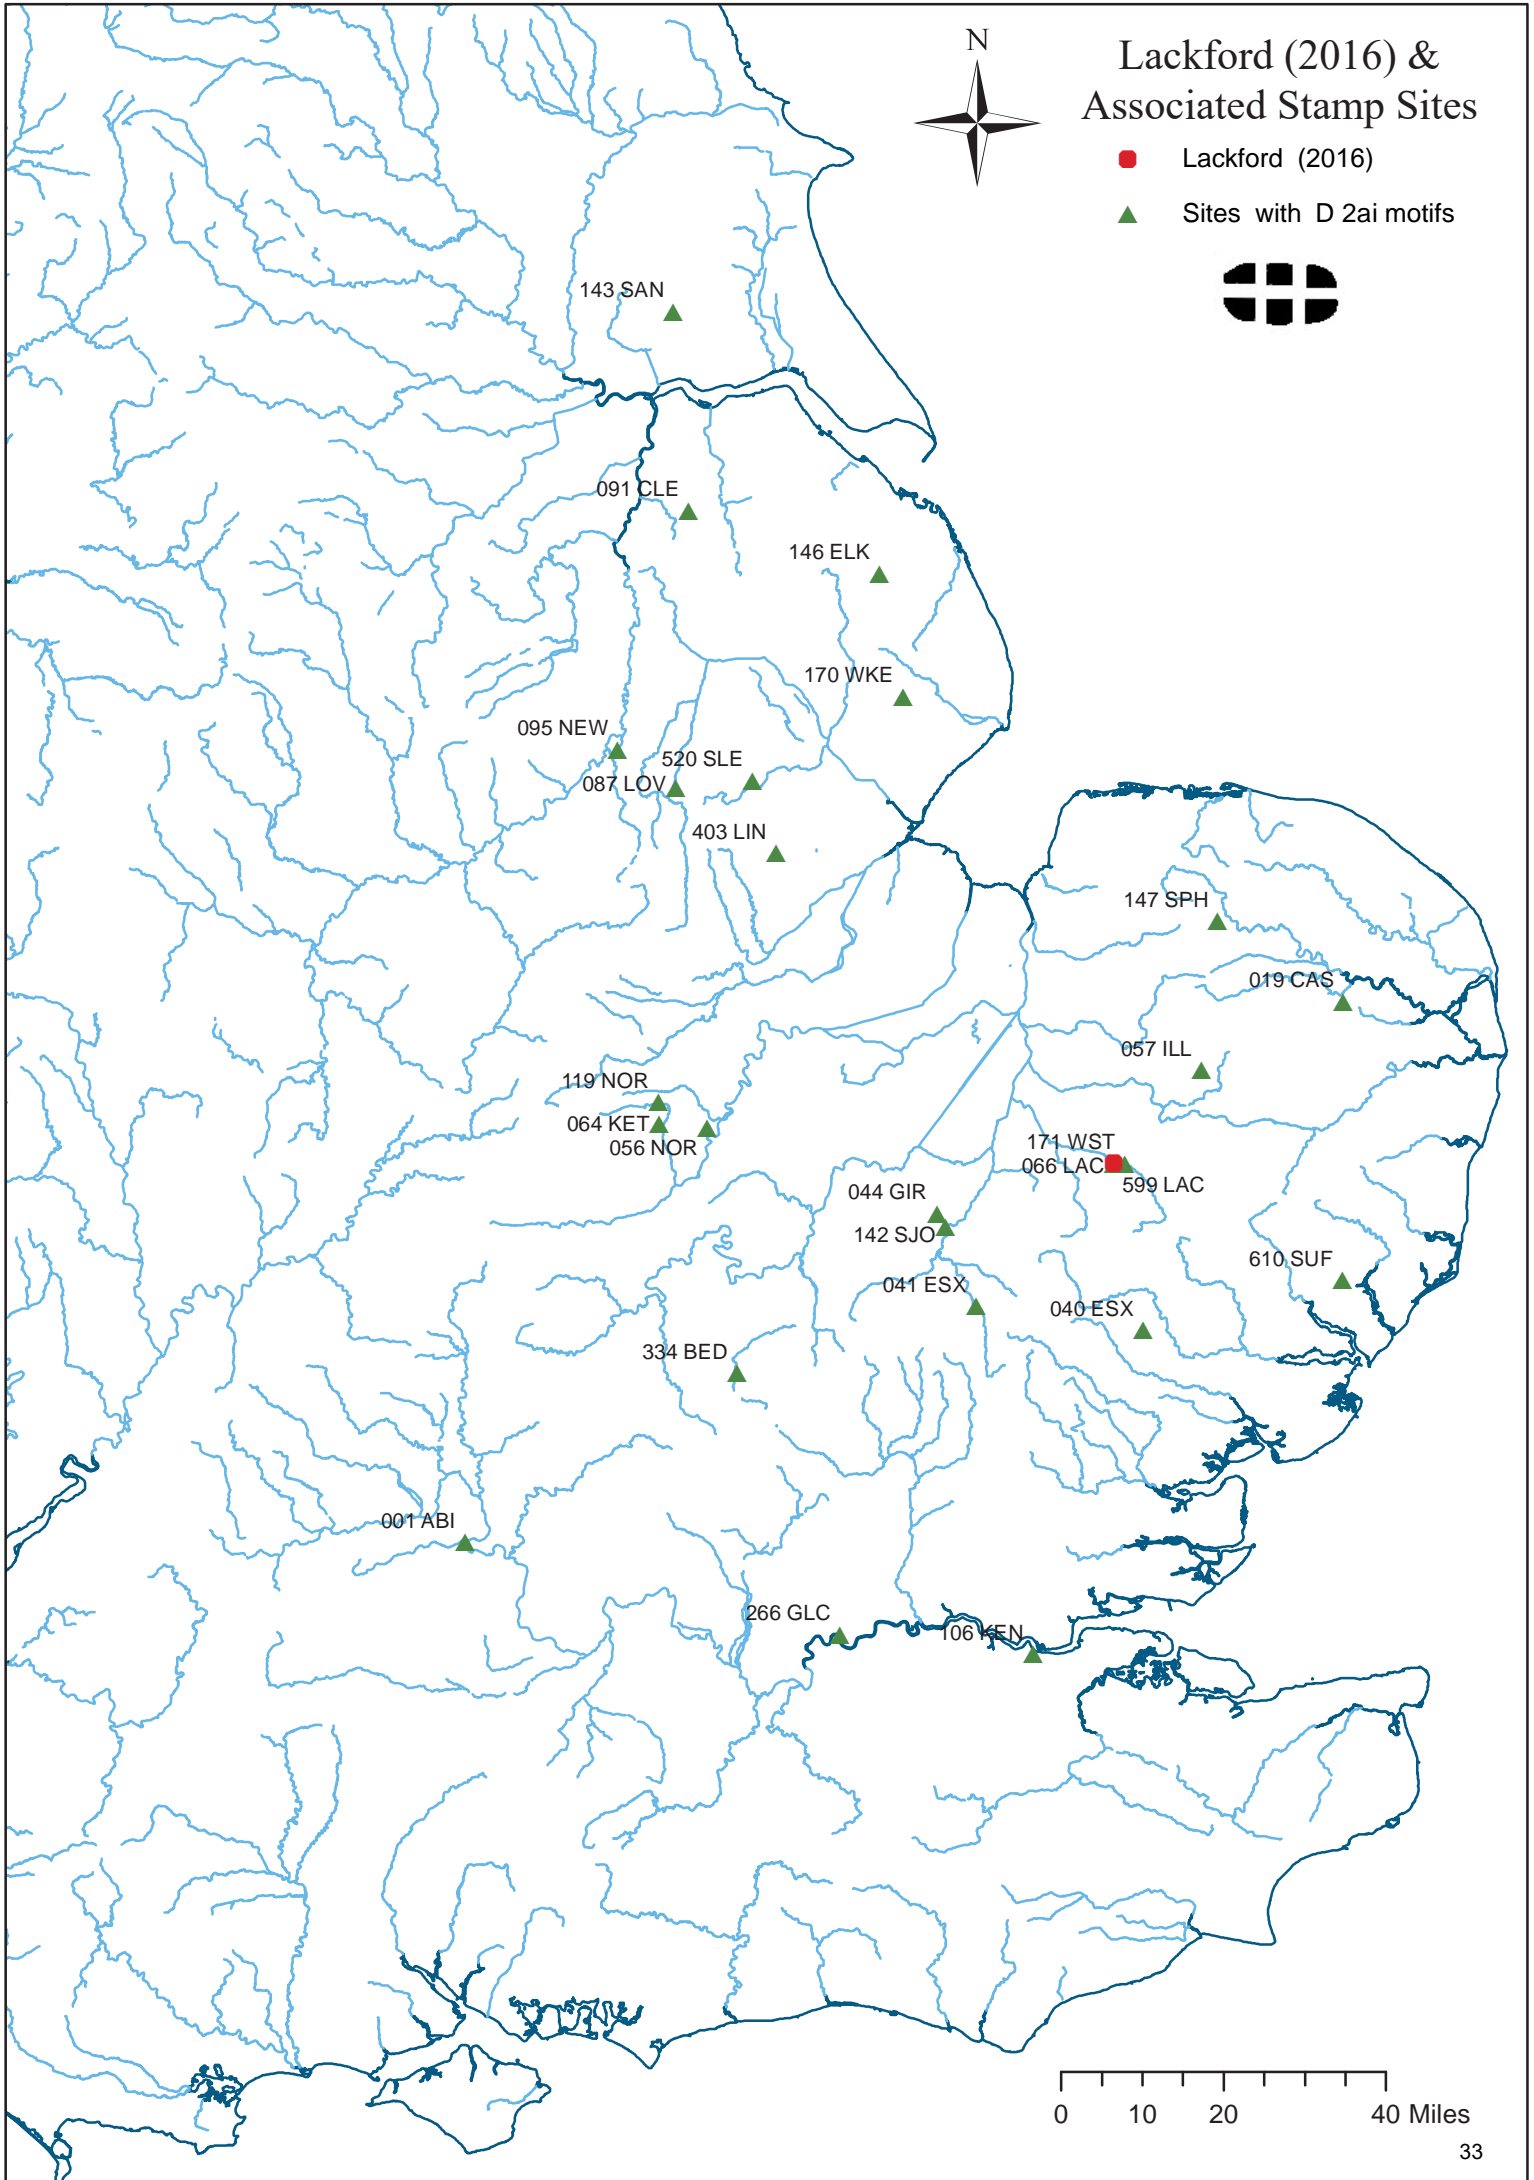 N
Lackford (2016) &
Associated Stamp Sites
Lackford (2016)
Sites with D 2ai motifs
143 SAN
091 CLE
146 ELK
170 WKE
095 NEW
520 SLE
087 LOV
403 LIN
147 SPH
019 CAS
057 ILL
119 NOR
064 KET
056 NOR
171 WST
066 LAC
599 LAC
044 GIR
142 SJO
610 SUF
041 ESX
040 ESX
334 BED
001 ABI
266 GLC
106 KEN
0 10 20 40 Miles
33